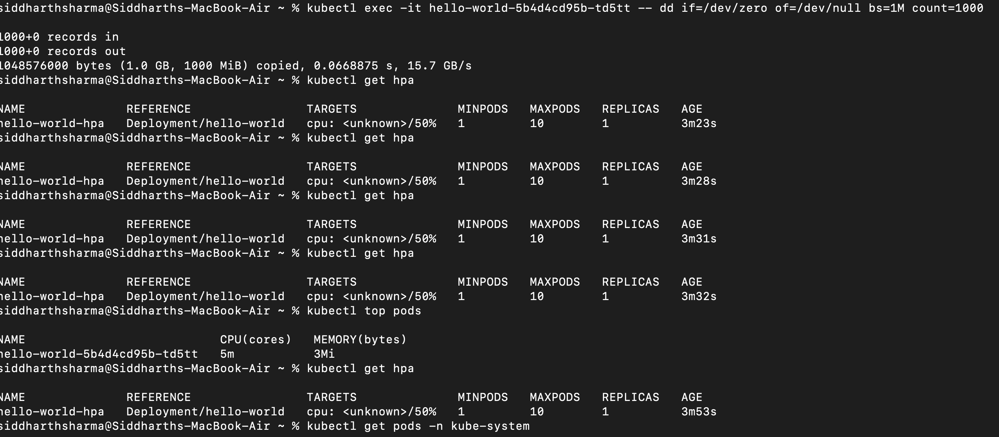 siddharthsharma@Siddharths-MacBook-Air ~ % kubectl exec -it hello-world-5b4d4cd95b-td5tt -- dd if=/dev/zero of=/dev/null bs=1M count=1000
1000+0 records in
1000+0 records out
1048576000 bytes (1.0 GB, 1000 MiB) copied, 0.0668875 s, 15.7 GB/s
siddharthsharma@Siddharths-MacBook-Air ~ % kubectl get hpa
NAME REFERENCE TARGETS MINPODS MAXPODS REPLICAS AGE
hello-world-hpa Deployment/hello-world cpu: <unknown>/50% 1 10 1 3m23s
siddharthsharma@Siddharths-MacBook-Air ~ % kubectl get hpa
NAME REFERENCE TARGETS MINPODS MAXPODS REPLICAS AGE
hello-world-hpa Deployment/hello-world cpu: <unknown>/50% 1 10 1 3m28s
siddharthsharma@Siddharths-MacBook-Air ~ % kubectl get hpa
NAME REFERENCE TARGETS MINPODS MAXPODS REPLICAS AGE
hello-world-hpa Deployment/hello-world cpu: <unknown>/50% 1 10 1 3m31s
siddharthsharma@Siddharths-MacBook-Air ~ % kubectl get hpa
NAME REFERENCE TARGETS MINPODS MAXPODS REPLICAS AGE
hello-world-hpa Deployment/hello-world cpu: <unknown>/50% 1 10 1 3m32s
siddharthsharma@Siddharths-MacBook-Air ~ % kubectl top pods
NAME CPU(cores) MEMORY(bytes)
hello-world-5b4d4cd95b-td5tt 5m 3Mi
siddharthsharma@Siddharths-MacBook-Air ~ % kubectl get hpa
NAME REFERENCE TARGETS MINPODS MAXPODS REPLICAS AGE
hello-world-hpa Deployment/hello-world cpu: <unknown>/50% 1 10 1 3m53s
siddharthsharma@Siddharths-MacBook-Air ~ % kubectl get pods -n kube-system